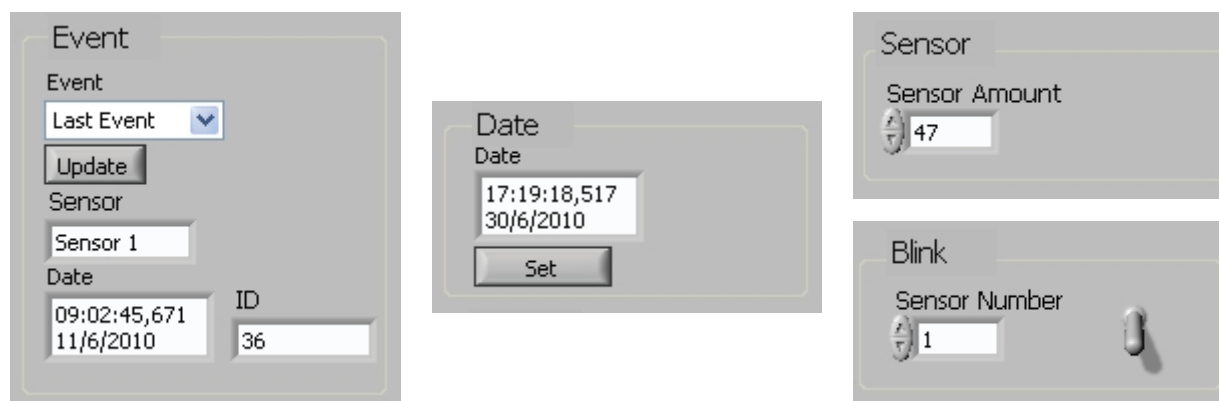 Event
Event
Last Event
Update
Sensor
Sensor 1
Date
09:02:45,671
11/6/2010
ID
36
Date
Date
17:19:18,517
30/6/2010
Set
Sensor
Sensor Amount
47
Blink
Sensor Number
1